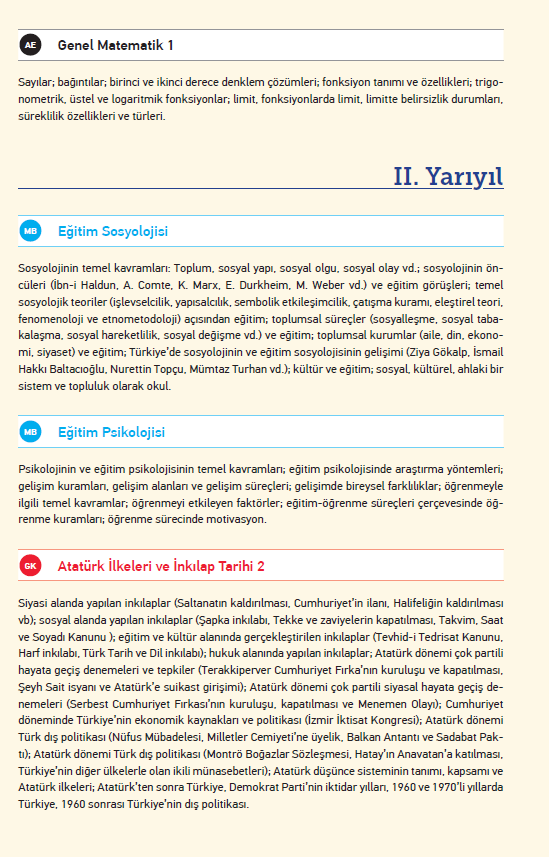 AE Genel Matematik 1
Sayılar; bağıntılar; birinci ve ikinci derece denklem çözümleri; fonksiyon tanımı ve özellikleri; trigo-
nometrik, üstel ve logaritmik fonksiyonlar; limit, fonksiyonlarda limit, limitte belirsizlik durumları,
süreklilik özellikleri ve türleri.
II. Yarıyıl
MB Eğitim Sosyolojisi
Sosyolojinin temel kavramları: Toplum, sosyal yapı, sosyal olgu, sosyal olay vd.; sosyolojinin ön-
cüleri (İbn-i Haldun, A. Comte, K. Marx, E. Durkheim, M. Weber vd.) ve eğitim görüşleri; temel
sosyolojik teoriler (işlevselcilik, yapısalcılık, sembolik etkileşimcilik, çatışma kuramı, eleştirel teori,
fenomenoloji ve etnometodoloji) açısından eğitim; toplumsal süreçler (sosyalleşme, sosyal taba-
kalaşma, sosyal hareketlilik, sosyal değişme vd.) ve eğitim; toplumsal kurumlar (aile, din, ekono-
mi, siyaset) ve eğitim; Türkiye'de sosyolojinin ve eğitim sosyolojisinin gelişimi (Ziya Gökalp, İsmail
Hakkı Baltacıoğlu, Nurettin Topçu, Mümtaz Turhan vd.); kültür ve eğitim; sosyal, kültürel, ahlaki bir
sistem ve topluluk olarak okul.
MB Eğitim Psikolojisi
Psikolojinin ve eğitim psikolojisinin temel kavramları; eğitim psikolojisinde araştırma yöntemleri;
gelişim kuramları, gelişim alanları ve gelişim süreçleri; gelişimde bireysel farklılıklar; öğrenmeyle
ilgili temel kavramlar; öğrenmeyi etkileyen faktörler; eğitim-öğrenme süreçleri çerçevesinde öğ-
renme kuramları; öğrenme sürecinde motivasyon.
GK Atatürk İlkeleri ve İnkılap Tarihi 2
Siyasi alanda yapılan inkılaplar (Saltanatın kaldırılması, Cumhuriyet'in ilanı, Halifeliğin kaldırılması
vb); sosyal alanda yapılan inkılaplar (Şapka inkılabı, Tekke ve zaviyelerin kapatılması, Takvim, Saat
ve Soyadı Kanunu ); eğitim ve kültür alanında gerçekleştirilen inkılaplar (Tevhid-i Tedrisat Kanunu,
Harf inkılabı, Türk Tarih ve Dil inkılabı); hukuk alanında yapılan inkılaplar; Atatürk dönemi çok partili
hayata geçiş denemeleri ve tepkiler (Terakkiperver Cumhuriyet Fırka'nın kuruluşu ve kapatılması,
Şeyh Sait isyanı ve Atatürk'e suikast girişimi); Atatürk dönemi çok partili siyasal hayata geçiş de-
nemeleri (Serbest Cumhuriyet Fırkası'nın kuruluşu, kapatılması ve Menemen Olayı); Cumhuriyet
döneminde Türkiye'nin ekonomik kaynakları ve politikası (İzmir İktisat Kongresi); Atatürk dönemi
Türk dış politikası (Nüfus Mübadelesi, Milletler Cemiyeti'ne üyelik, Balkan Antantı ve Sadabat Pak-
tı); Atatürk dönemi Türk dış politikası (Montrö Boğazlar Sözleşmesi, Hatay'ın Anavatan'a katılması,
Türkiye'nin diğer ülkelerle olan ikili münasebetleri); Atatürk düşünce sisteminin tanımı, kapsamı ve
Atatürk ilkeleri; Atatürk'ten sonra Türkiye, Demokrat Parti'nin iktidar yılları, 1960 ve 1970'li yıllarda
Türkiye, 1960 sonrası Türkiye'nin dış politikası.